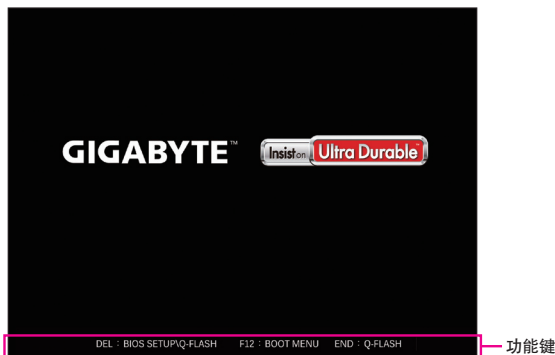 GIGABYTE™ Insist on Ultra Durable™
DEL : BIOS SETUP\Q-FLASH F12 : BOOT MENU END : Q-FLASH
功能键